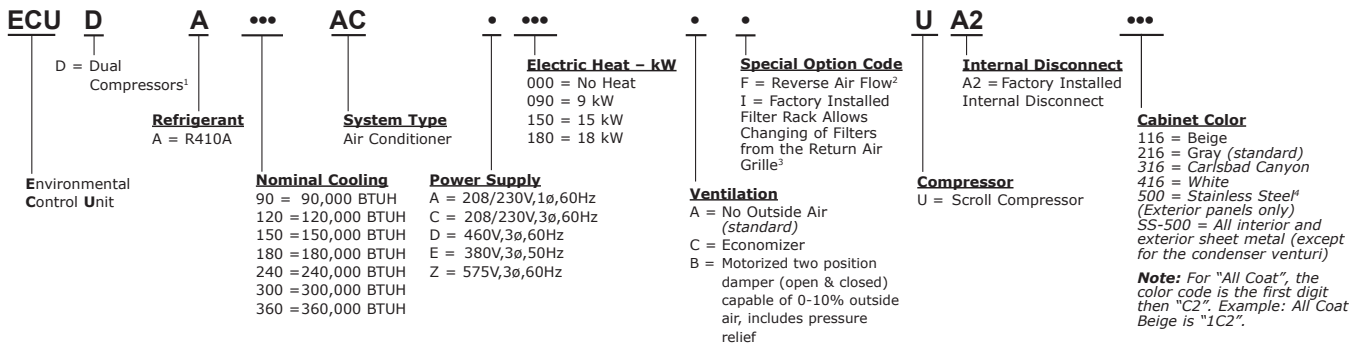 ECU D A ••• AC • ••• • • U A2 •••
D = Dual
Compressors¹
Refrigerant
A = R410A
System Type
Air Conditioner
Electric Heat – kW
000 = No Heat
090 = 9 kW
150 = 15 kW
180 = 18 kW
Special Option Code
F = Reverse Air Flow²
I = Factory Installed
Filter Rack Allows
Changing of Filters
from the Return Air
Grille³
Internal Disconnect
A2 = Factory Installed
Internal Disconnect
Environmental
Control Unit
Nominal Cooling
90 = 90,000 BTUH
120 =120,000 BTUH
150 =150,000 BTUH
180 =180,000 BTUH
240 =240,000 BTUH
300 =300,000 BTUH
360 =360,000 BTUH
Power Supply
A = 208/230V,1ø,60Hz
C = 208/230V,3ø,60Hz
D = 460V,3ø,60Hz
E = 380V,3ø,50Hz
Z = 575V,3ø,60Hz
Ventilation
A = No Outside Air
(standard)
C = Economizer
B = Motorized two position
damper (open & closed)
capable of 0-10% outside
air, includes pressure
relief
Compressor
U = Scroll Compressor
Cabinet Color
116 = Beige
216 = Gray (standard)
316 = Carlsbad Canyon
416 = White
500 = Stainless Steel⁴
(Exterior panels only)
SS-500 = All interior and
exterior sheet metal (except
for the condenser venturi)
Note: For "All Coat", the
color code is the first digit
then "C2". Example: All Coat
Beige is "1C2".